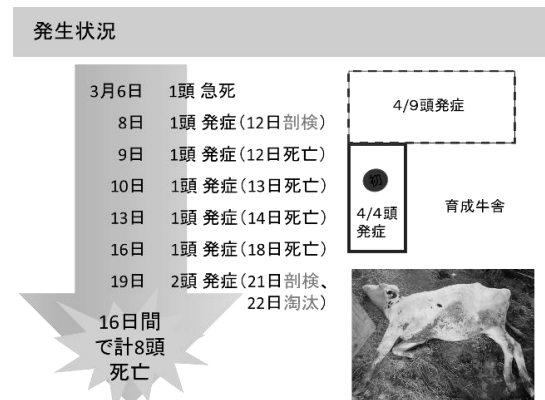 発生状況
3月6日 1頭 急死
8日 1頭 発症(12日剖検)
9日 1頭 発症(12日死亡)
10日 1頭 発症(13日死亡)
13日 1頭 発症(14日死亡)
16日 1頭 発症(18日死亡)
19日 2頭 発症(21日剖検、
22日淘汰)
16日間
で計8頭
死亡
4/9頭発症
初
4/4頭
発症
育成牛舎